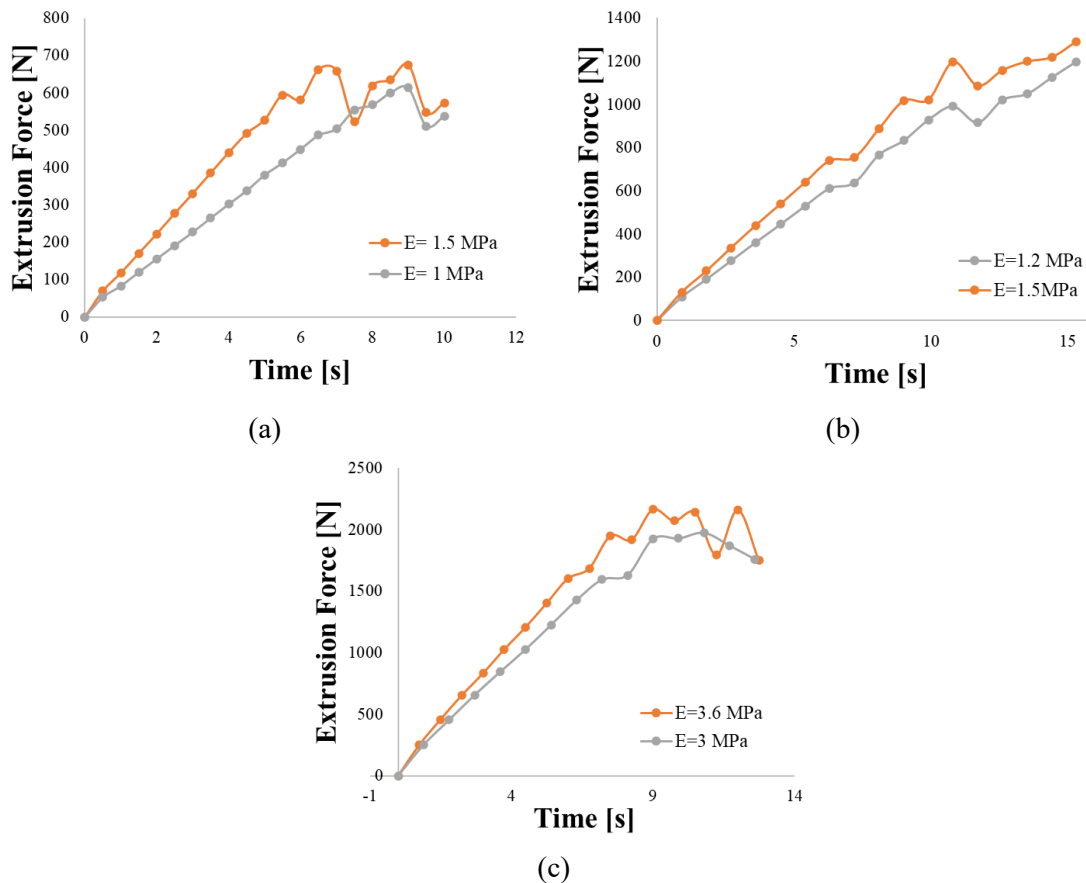 800
700
600
500
400
300
200
100
0
Extrusion Force [N]
0 2 4 6 8 10 12
Time [s]
E= 1.5 MPa
E= 1 MPa
(a)
1400
1200
1000
800
600
400
200
0
Extrusion Force [N]
0 5 10 15
Time [s]
E=1.2 MPa
E=1.5MPa
(b)
2500
2000
1500
1000
500
0
Extrusion Force [N]
-1 4 9 14
Time [s]
E=3.6 MPa
E=3 MPa
(c)